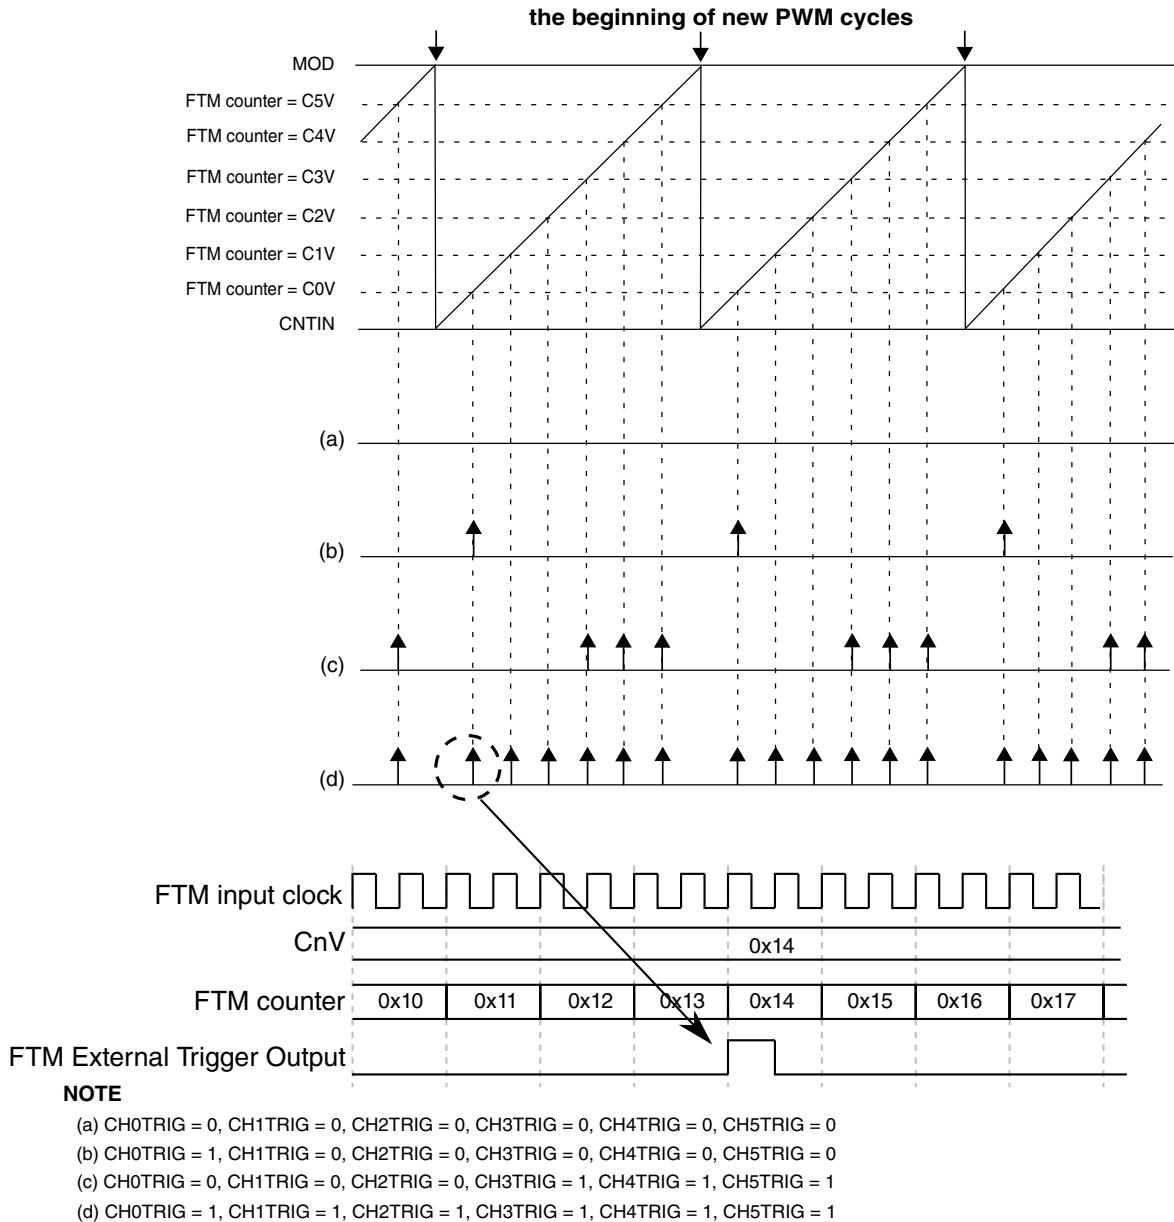 the beginning of new PWM cycles
MOD
FTM counter = C5V
FTM counter = C4V
FTM counter = C3V
FTM counter = C2V
FTM counter = C1V
FTM counter = C0V
CNTIN
(a)
(b)
(c)
(d)
FTM input clock
CnV 0x14
FTM counter 0x10 0x11 0x12 0x13 0x14 0x15 0x16 0x17
FTM External Trigger Output
NOTE
(a) CH0TRIG = 0, CH1TRIG = 0, CH2TRIG = 0, CH3TRIG = 0, CH4TRIG = 0, CH5TRIG = 0
(b) CH0TRIG = 1, CH1TRIG = 0, CH2TRIG = 0, CH3TRIG = 0, CH4TRIG = 0, CH5TRIG = 0
(c) CH0TRIG = 0, CH1TRIG = 0, CH2TRIG = 0, CH3TRIG = 1, CH4TRIG = 1, CH5TRIG = 1
(d) CH0TRIG = 1, CH1TRIG = 1, CH2TRIG = 1, CH3TRIG = 1, CH4TRIG = 1, CH5TRIG = 1